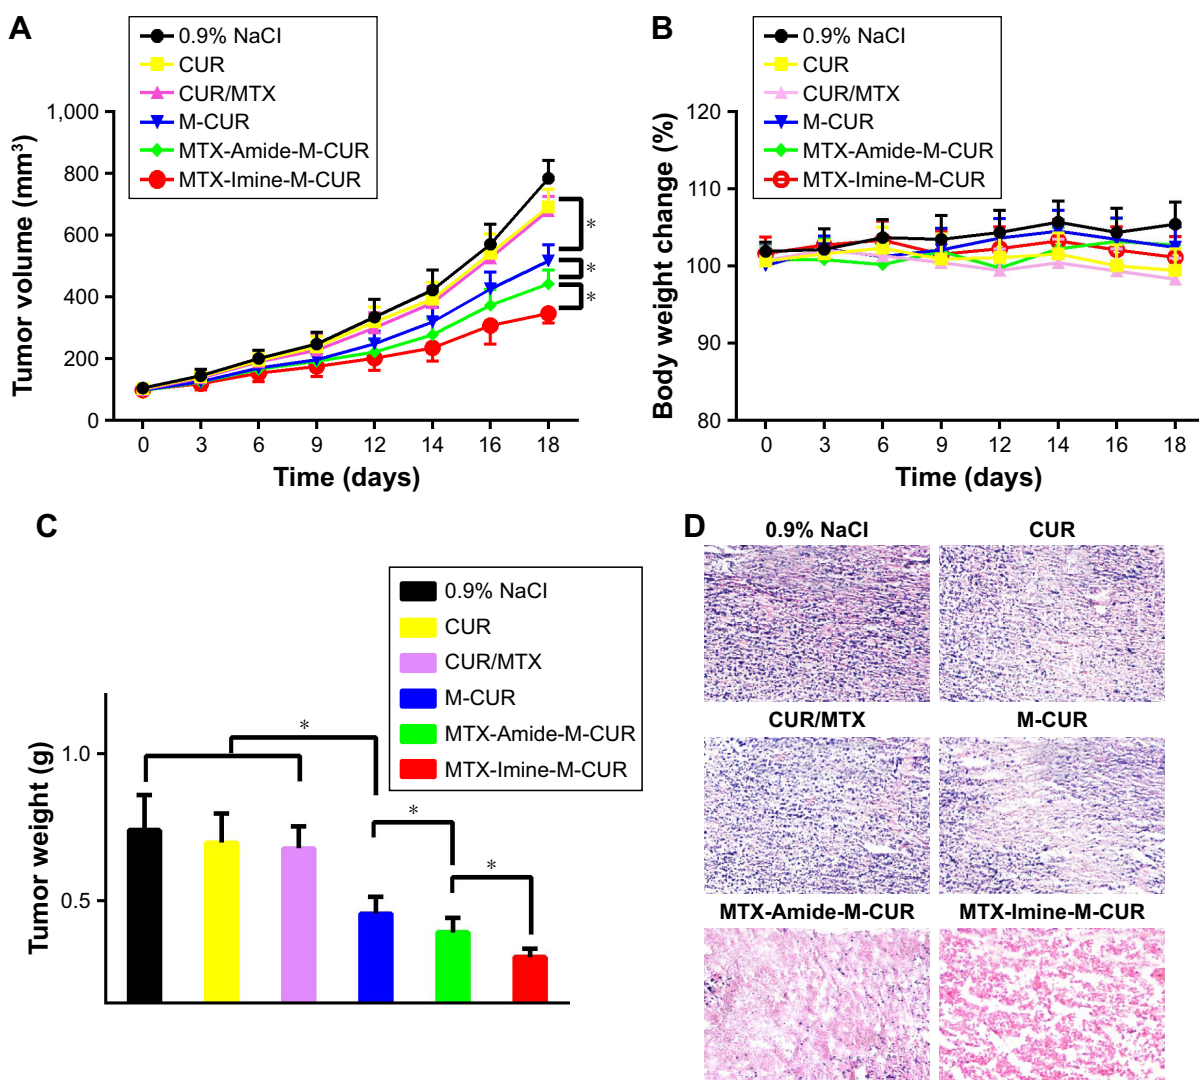 A
0.9% NaCl
CUR
CUR/MTX
M-CUR
MTX-Amide-M-CUR
MTX-Imine-M-CUR
Tumor volume (mm³)
1,000
800
600
400
200
0
*
*
*
0 3 6 9 12 14 16 18
Time (days)
B
0.9% NaCl
CUR
CUR/MTX
M-CUR
MTX-Amide-M-CUR
MTX-Imine-M-CUR
Body weight change (%)
120
110
100
90
80
0 3 6 9 12 14 16 18
Time (days)
C
0.9% NaCl
CUR
CUR/MTX
M-CUR
MTX-Amide-M-CUR
MTX-Imine-M-CUR
Tumor weight (g)
1.0
0.5
*
*
*
D
0.9% NaCl CUR
CUR/MTX M-CUR
MTX-Amide-M-CUR MTX-Imine-M-CUR